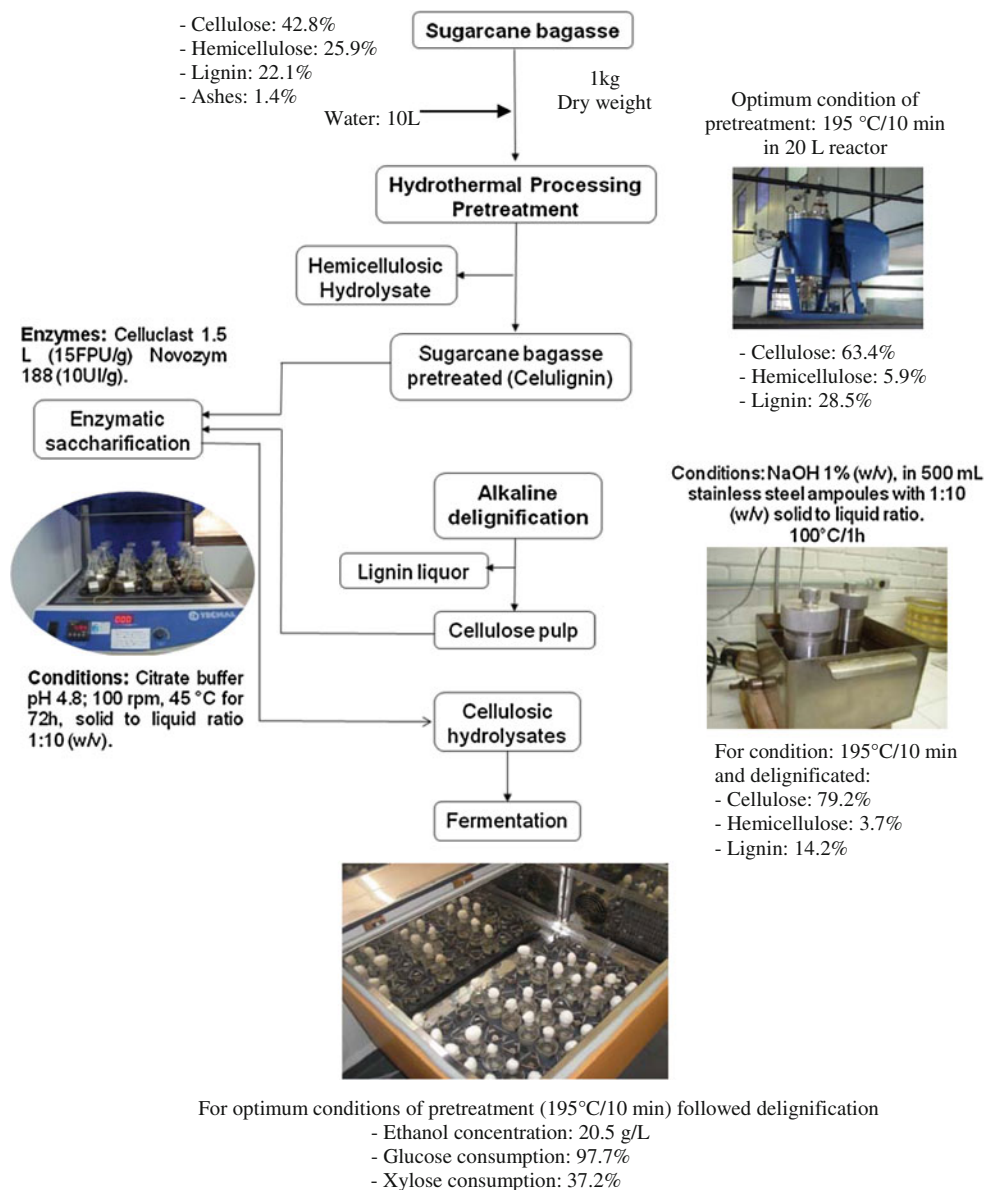 - Cellulose: 42.8%
- Hemicellulose: 25.9%
- Lignin: 22.1%
- Ashes: 1.4%
Sugarcane bagasse
1kg
Dry weight
Water: 10L
Optimum condition of
pretreatment: 195 °C/10 min
in 20 L reactor
Hydrothermal Processing
Pretreatment
Hemicellulosic
Hydrolysate
- Cellulose: 63.4%
- Hemicellulose: 5.9%
- Lignin: 28.5%
Enzymes: Celluclast 1.5
L (15FPU/g) Novozym
188 (10UI/g).
Sugarcane bagasse
pretreated (Celulignin)
Enzymatic
saccharification
Alkaline
delignification
Conditions: NaOH 1% (w/v), in 500 mL
stainless steel ampoules with 1:10
(w/v) solid to liquid ratio.
100°C/1h
Lignin liquor
Cellulose pulp
TECNAL
Conditions: Citrate buffer
pH 4.8; 100 rpm, 45 °C for
72h, solid to liquid ratio
1:10 (w/v).
Cellulosic
hydrolysates
For condition: 195°C/10 min
and delignificated:
- Cellulose: 79.2%
- Hemicellulose: 3.7%
- Lignin: 14.2%
Fermentation
For optimum conditions of pretreatment (195°C/10 min) followed delignification
- Ethanol concentration: 20.5 g/L
- Glucose consumption: 97.7%
- Xylose consumption: 37.2%